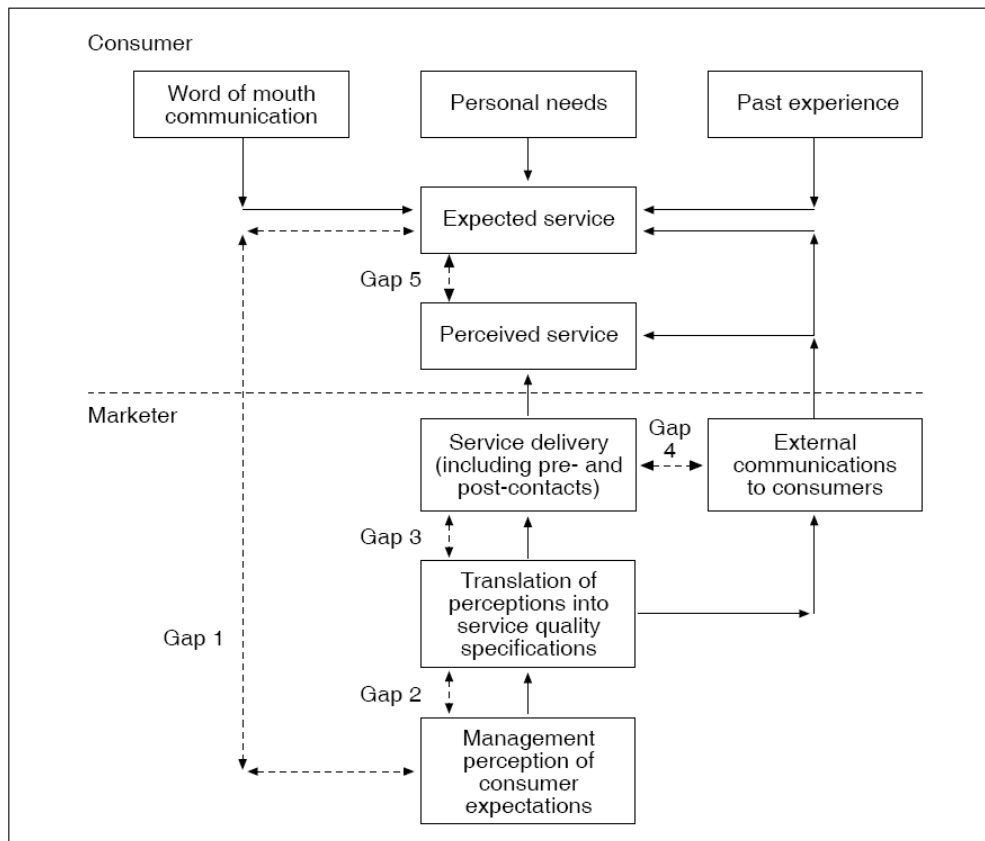 Consumer
Word of mouth
communication
Personal needs
Past experience
Expected service
Gap 5
Perceived service
Marketer
Service delivery
(including pre- and
post-contacts)
Gap
4
External
communications
to consumers
Gap 3
Translation of
perceptions into
service quality
specifications
Gap 1
Gap 2
Management
perception of
consumer
expectations